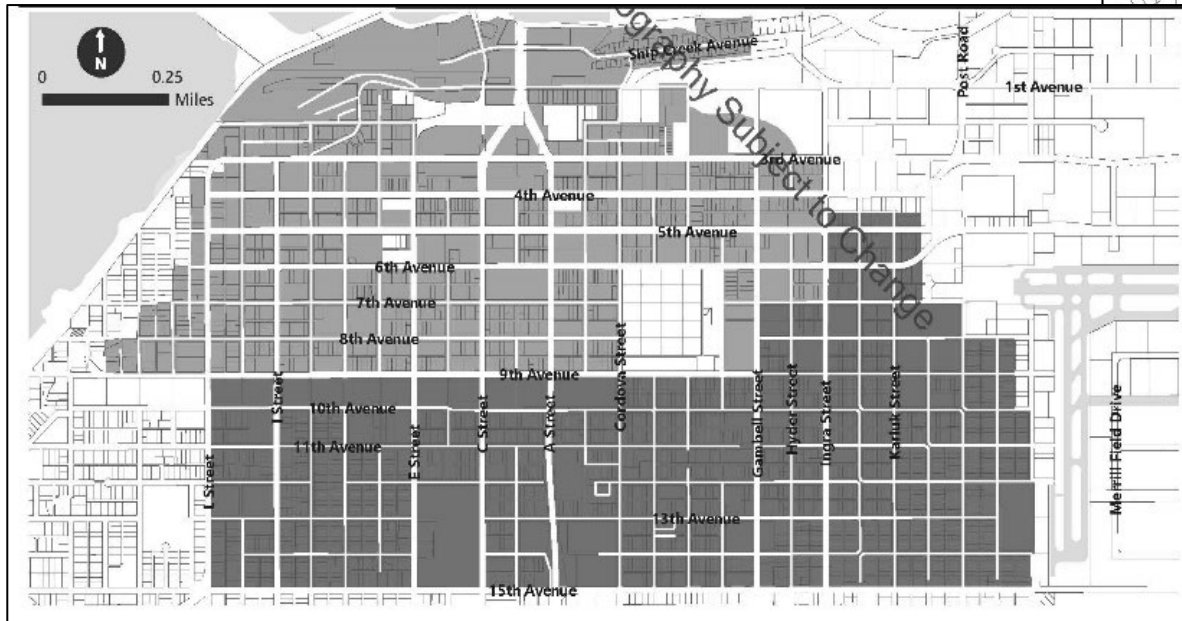 N
0 0.25
Miles
ography Subject to Change
Ship Creek Avenue
Post Road
1st Avenue
3rd Avenue
4th Avenue
5th Avenue
6th Avenue
7th Avenue
8th Avenue
9th Avenue
10th Avenue
11th Avenue
13th Avenue
15th Avenue
L Street
I Street
E Street
C Street
A Street
Cordova Street
Gambell Street
Hyder Street
Ingra Street
Karluk Street
Merrill Field Drive